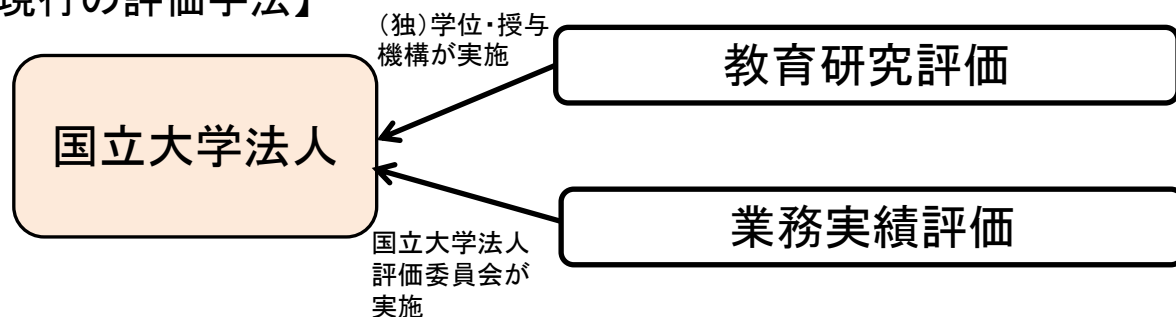 現行の評価手法】
(独)学位・授与
機構が実施
教育研究評価
国立大学法人
業務実績評価
国立大学法人
評価委員会が
実施